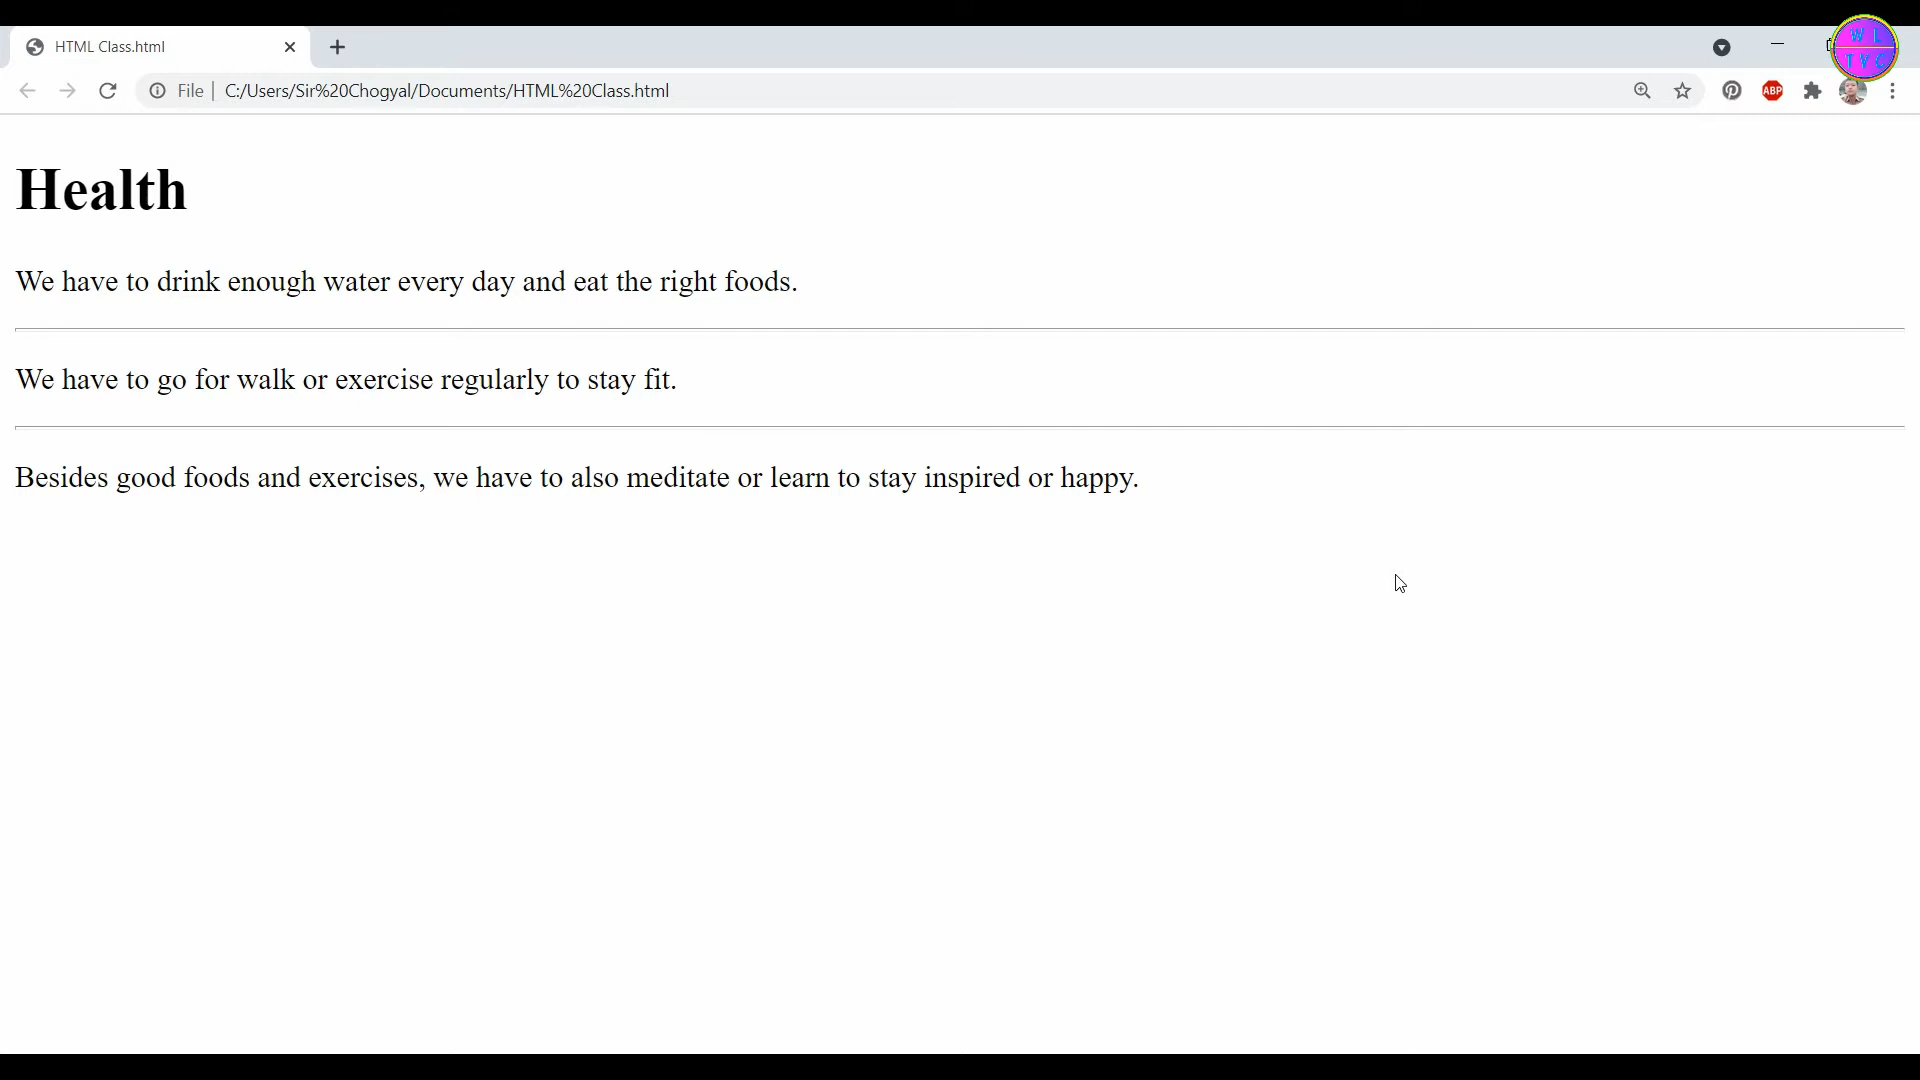 HTML Class.html
File | C:/Users/Sir%20Chogyal/Documents/HTML%20Class.html
ABP
W L
T Y C
Health
We have to drink enough water every day and eat the right foods.
We have to go for walk or exercise regularly to stay fit.
Besides good foods and exercises, we have to also meditate or learn to stay inspired or happy.